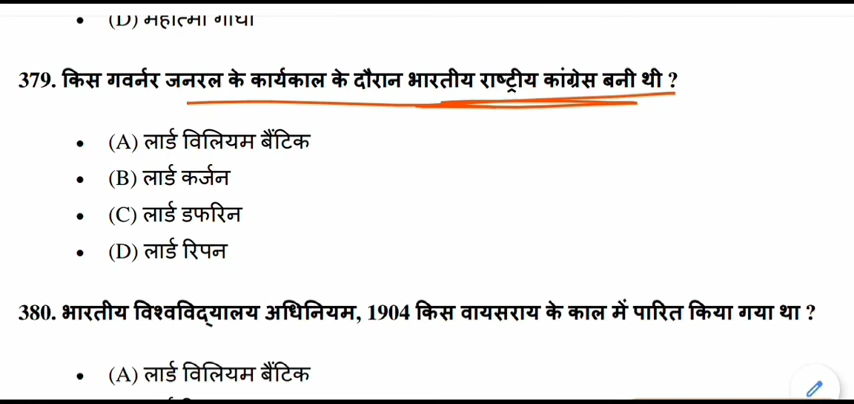 (D) महात्मा गांधी
379. किस गवर्नर जनरल के कार्यकाल के दौरान भारतीय राष्ट्रीय कांग्रेस बनी थी ?
(A) लार्ड विलियम बैंटिक
(B) लार्ड कर्जन
(C) लार्ड डफरिन
(D) लार्ड रिपन
380. भारतीय विश्वविद्यालय अधिनियम, 1904 किस वायसराय के काल में पारित किया गया था ?
(A) लार्ड विलियम बैंटिक